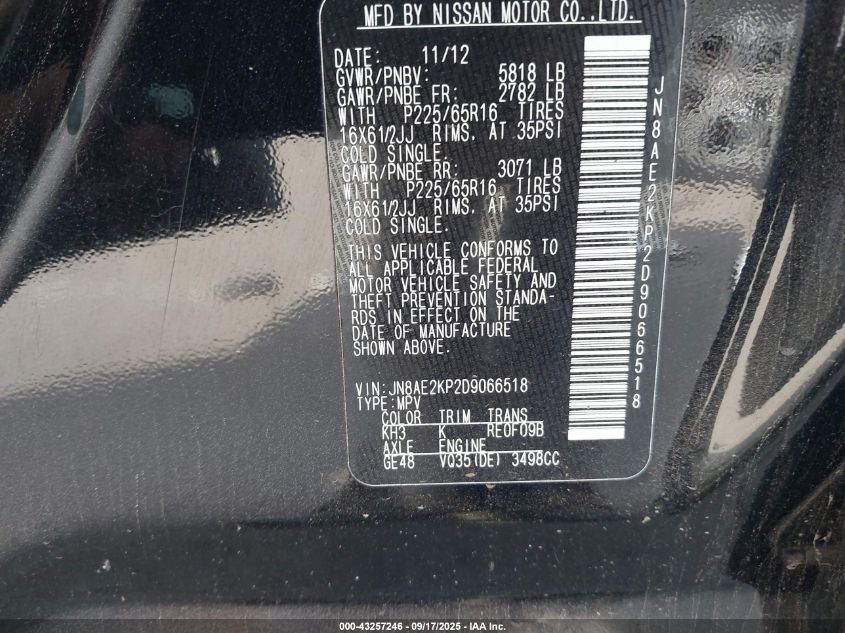 MFD BY NISSAN MOTOR CO.,LTD.
DATE: 11/12
GVWR/PNBV: 5818 LB
GAWR/PNBE FR: 2782 LB
WITH P225/65R16 TIRES
16X61/2JJ RIMS. AT 35PSI
COLD SINGLE.
GAWR/PNBE RR: 3071 LB
WITH P225/65R16 TIRES
16X61/2JJ RIMS. AT 35PSI
COLD SINGLE.
THIS VEHICLE CONFORMS TO
ALL APPLICABLE FEDERAL
MOTOR VEHICLE SAFETY AND
THEFT PREVENTION STANDA-
RDS IN EFFECT ON THE
DATE OF MANUFACTURE
SHOWN ABOVE.
VIN:JN8AE2KP2D9066518
TYPE:MPV
COLOR TRIM TRANS
KH3 K RE0F09B
AXLE ENGINE
GE48 VQ35(DE) 3498CC
JN8AE2KP2D9066518
000-43257246 - 09/17/2025 - IAA Inc.